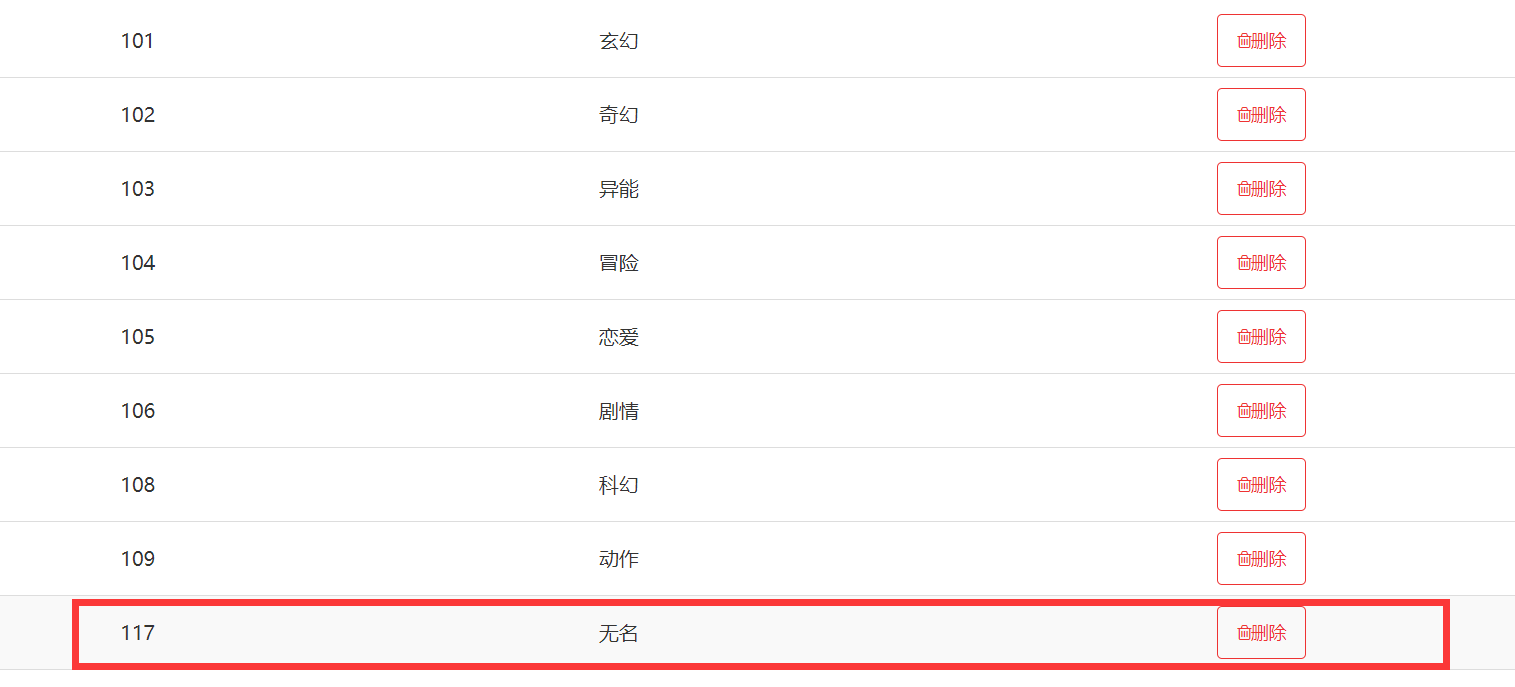 101 玄幻 删除
102 奇幻 删除
103 异能 删除
104 冒险 删除
105 恋爱 删除
106 剧情 删除
108 科幻 删除
109 动作 删除
117 无名 删除